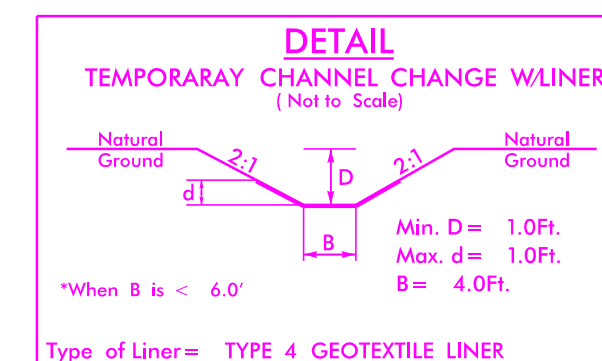 DETAIL
TEMPORARAY CHANNEL CHANGE W/LINER
( Not to Scale)
Natural Natural
Ground 2:1 2:1 Ground
D
d
B
Min. D = 1.0Ft.
Max. d = 1.0Ft.
*When B is < 6.0' B = 4.0Ft.
Type of Liner = TYPE 4 GEOTEXTILE LINER